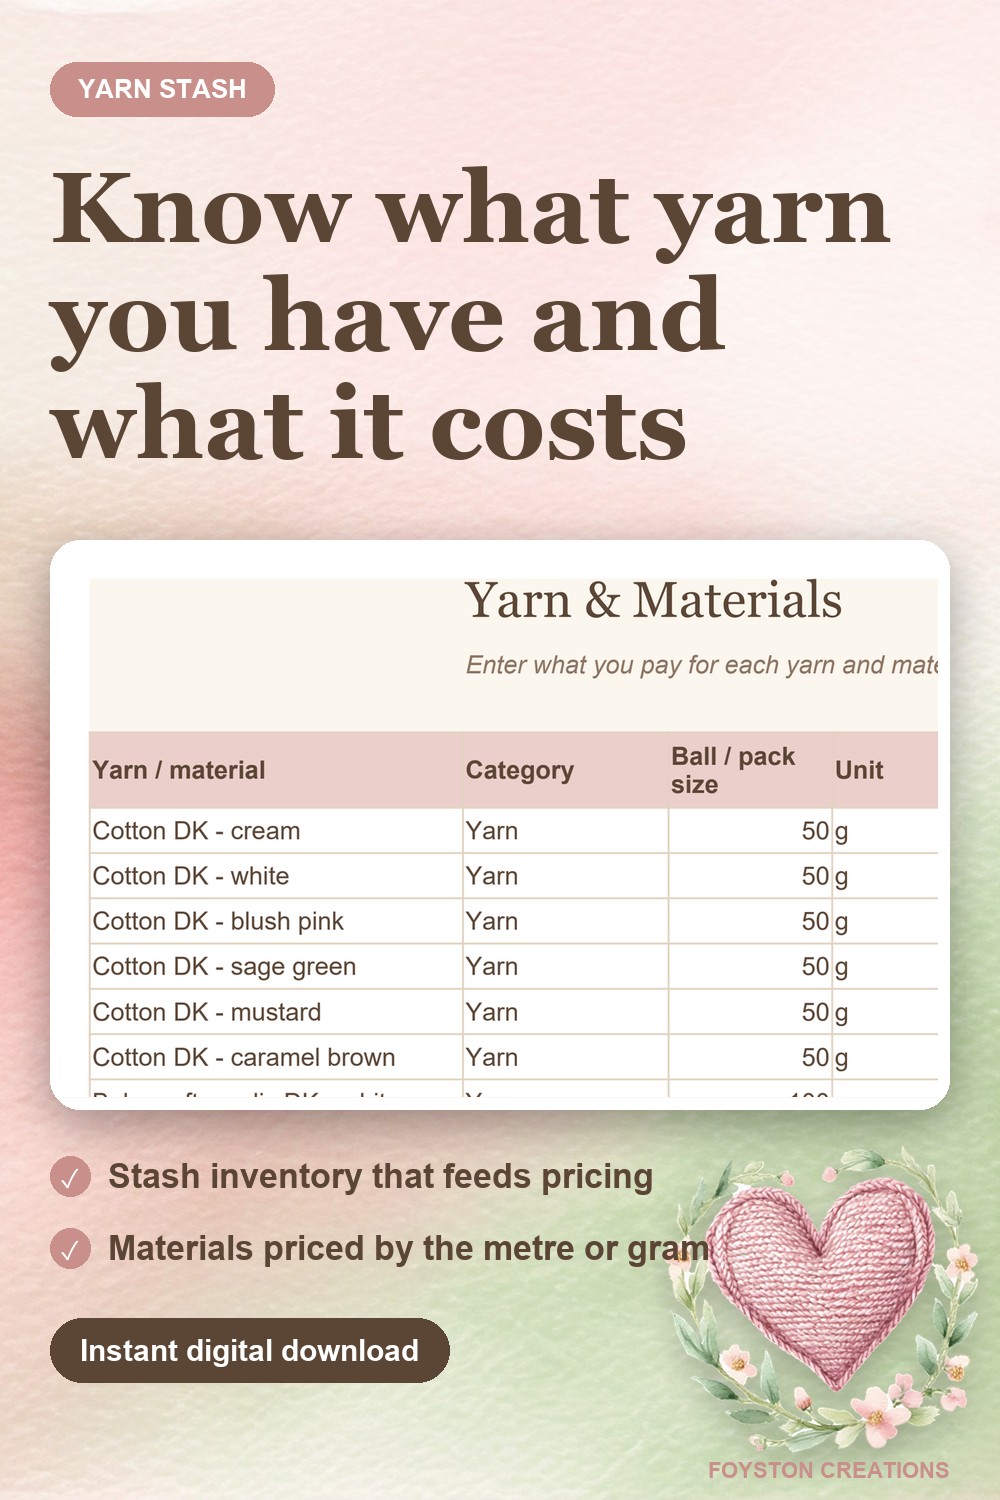 YARN STASH
Know what yarn
you have and
what it costs
Yarn & Materials
Enter what you pay for each yarn and mate
Yarn / material Category Ball / pack size Unit
Cotton DK - cream Yarn 50 g
Cotton DK - white Yarn 50 g
Cotton DK - blush pink Yarn 50 g
Cotton DK - sage green Yarn 50 g
Cotton DK - mustard Yarn 50 g
Cotton DK - caramel brown Yarn 50 g
Stash inventory that feeds pricing
Materials priced by the metre or gram
Instant digital download
FOYSTON CREATIONS